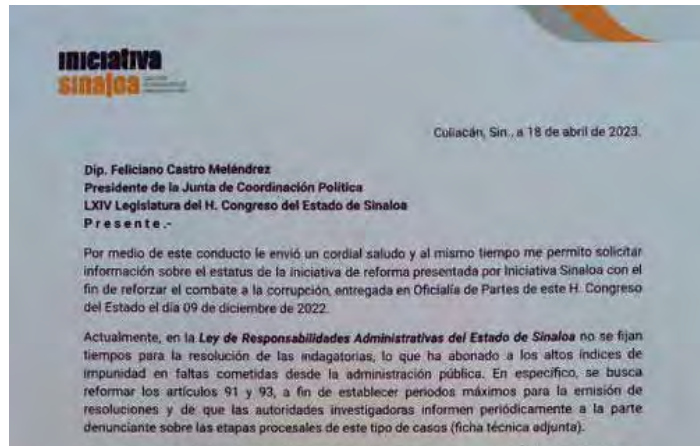 iniciativa
sinaloa
Culiacán, Sin., a 18 de abril de 2023.
Dip. Feliciano Castro Meléndrez
Presidente de la Junta de Coordinación Política
LXIV Legislatura del H. Congreso del Estado de Sinaloa
P r e s e n t e .-
Por medio de este conducto le envió un cordial saludo y al mismo tiempo me permito solicitar
información sobre el estatus de la iniciativa de reforma presentada por Iniciativa Sinaloa con el
fin de reforzar el combate a la corrupción, entregada en Oficialía de Partes de este H. Congreso
del Estado el día 09 de diciembre de 2022.
Actualmente, en la Ley de Responsabilidades Administrativas del Estado de Sinaloa no se fijan
tiempos para la resolución de las indagatorias, lo que ha abonado a los altos índices de
impunidad en faltas cometidas desde la administración pública. En específico, se busca
reformar los artículos 91 y 93, a fin de establecer periodos máximos para la emisión de
resoluciones y de que las autoridades investigadoras informen periódicamente a la parte
denunciante sobre las etapas procesales de este tipo de casos (ficha técnica adjunta).